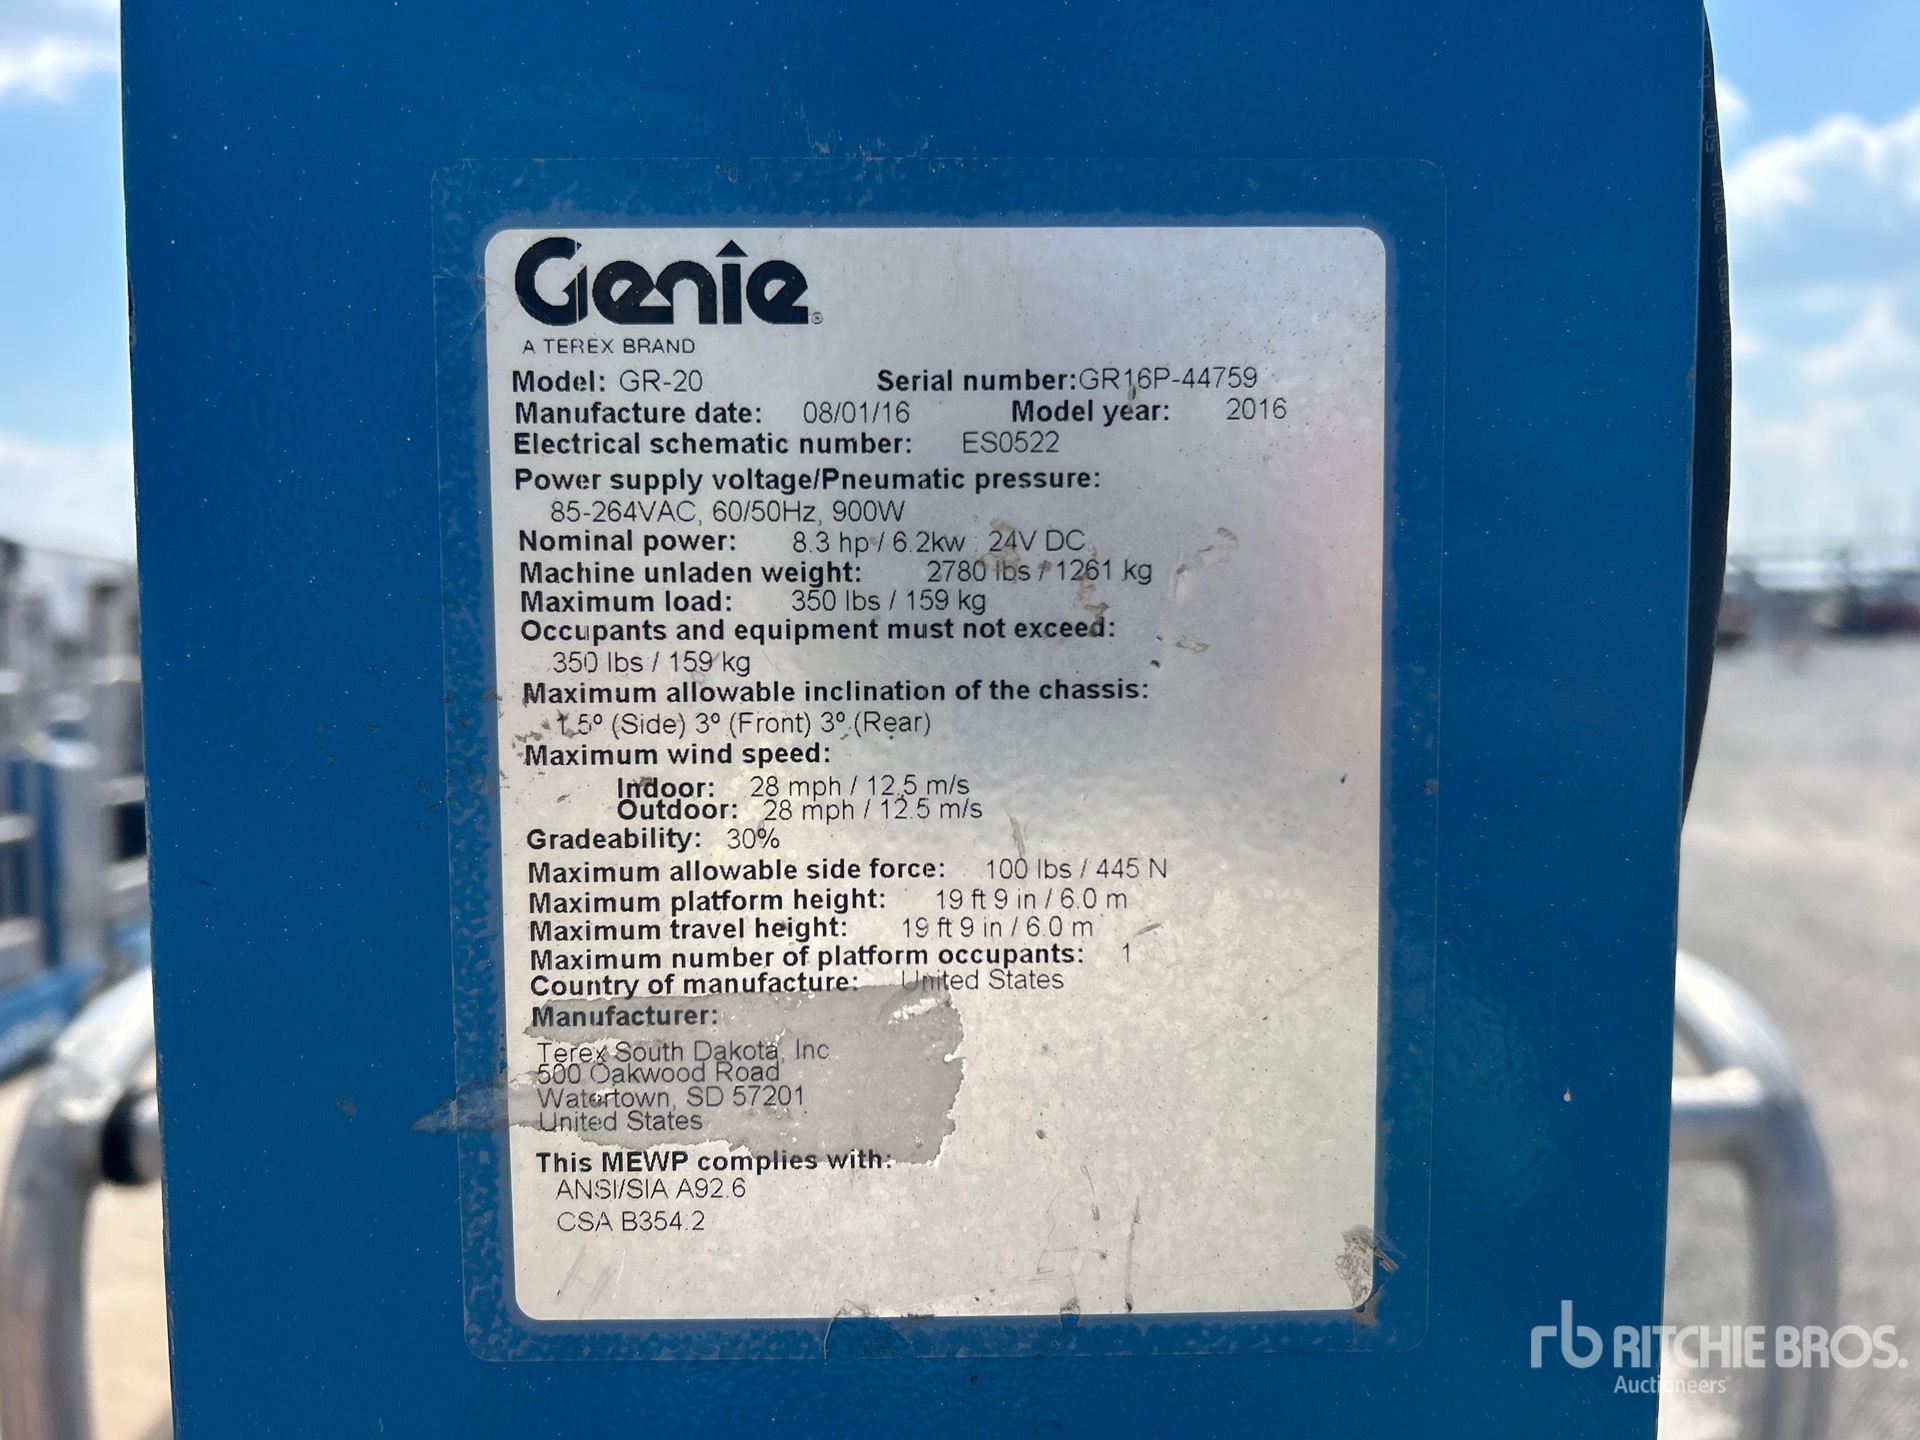 Genie®
A TEREX BRAND
Model: GR-20 Serial number:GR16P-44759
Manufacture date: 08/01/16 Model year: 2016
Electrical schematic number: ES0522
Power supply voltage/Pneumatic pressure:
85-264VAC, 60/50Hz, 900W
Nominal power: 8.3 hp / 6.2kw 24V DC
Machine unladen weight: 2780 lbs / 1261 kg
Maximum load: 350 lbs / 159 kg
Occupants and equipment must not exceed:
350 lbs / 159 kg
Maximum allowable inclination of the chassis:
1.5º (Side) 3º (Front) 3º (Rear)
Maximum wind speed:
Indoor: 28 mph / 12.5 m/s
Outdoor: 28 mph / 12.5 m/s
Gradeability: 30%
Maximum allowable side force: 100 lbs / 445 N
Maximum platform height: 19 ft 9 in / 6.0 m
Maximum travel height: 19 ft 9 in / 6.0 m
Maximum number of platform occupants: 1
Country of manufacture: United States
Manufacturer:
Terex South Dakota, Inc
500 Oakwood Road
Watertown, SD 57201
United States
This MEWP complies with:
ANSI/SIA A92.6
CSA B354.2
rb RITCHIE BROS.
Auctioneers